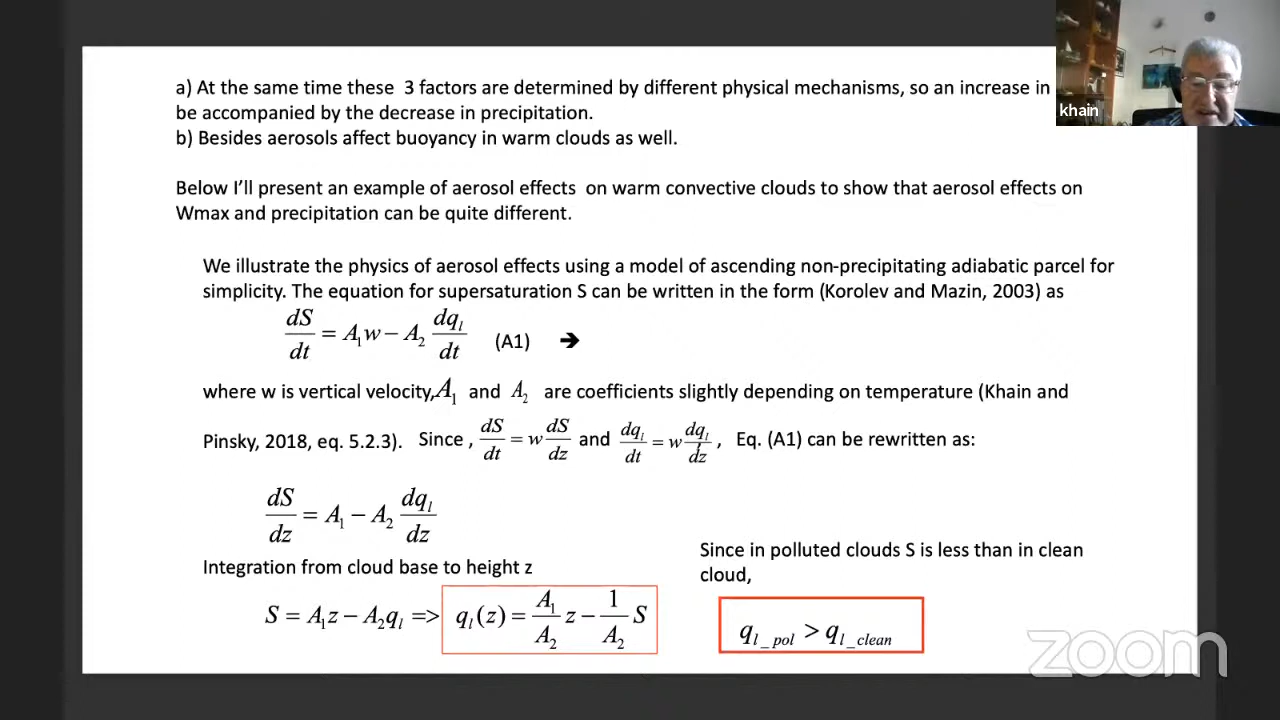 a) At the same time these 3 factors are determined by different physical mechanisms, so an increase in
be accompanied by the decrease in precipitation.
b) Besides aerosols affect buoyancy in warm clouds as well.
khain
Below I'll present an example of aerosol effects on warm convective clouds to show that aerosol effects on
Wmax and precipitation can be quite different.
We illustrate the physics of aerosol effects using a model of ascending non-precipitating adiabatic parcel for
simplicity. The equation for supersaturation S can be written in the form (Korolev and Mazin, 2003) as
dS/dt = A₁w − A₂ dqₗ/dt (A1) ➔
where w is vertical velocity, A₁ and A₂ are coefficients slightly depending on temperature (Khain and
Pinsky, 2018, eq. 5.2.3). Since , dS/dt = w dS/dz and dqₗ/dt = w dqₗ/dz , Eq. (A1) can be rewritten as:
dS/dz = A₁ − A₂ dqₗ/dz
Integration from cloud base to height z
S = A₁z − A₂qₗ => qₗ(z) = A₁/A₂ z − 1/A₂ S
Since in polluted clouds S is less than in clean
cloud,
qₗ_pol > qₗ_clean
zoom